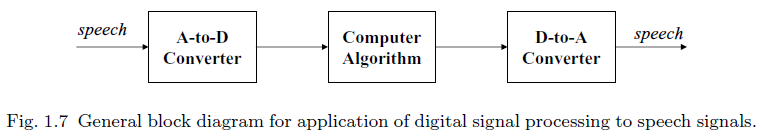 speech
A-to-D
Converter
Computer
Algorithm
D-to-A
Converter
speech
Fig. 1.7 General block diagram for application of digital signal processing to speech signals.